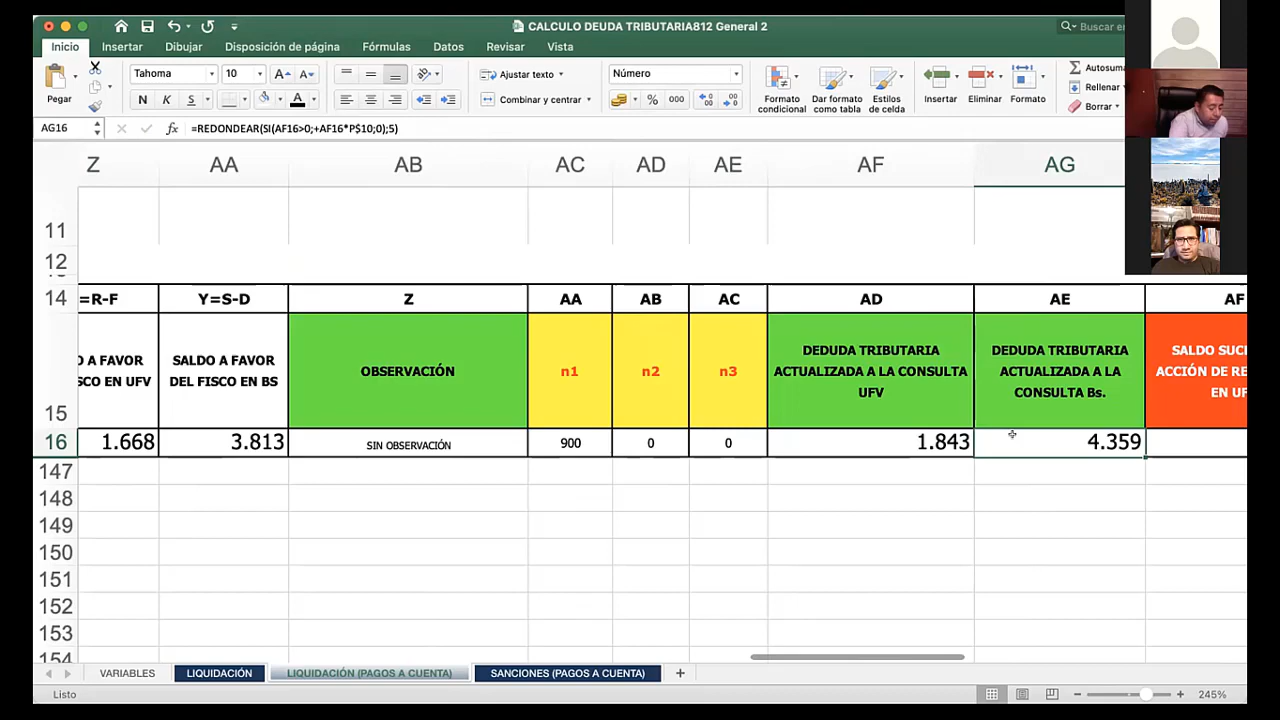 CALCULO DEUDA TRIBUTARIA812 General 2
Buscar en
Inicio Insertar Dibujar Disposición de página Fórmulas Datos Revisar Vista
Pegar
Tahoma 10
N K S
Ajustar texto
Combinar y centrar
Número
% 000
Formato condicional
Dar formato como tabla
Estilos de celda
Insertar
Eliminar
Formato
Autosuma
Rellenar
Borrar
AG16 fx =REDONDEAR(SI(AF16>0;+AF16*P$10;0);5)
Z AA AB AC AD AE AF AG
11
12
14 =R-F Y=S-D Z AA AB AC AD AE AF
15
O A FAVOR
SCO EN UFV
SALDO A FAVOR
DEL FISCO EN BS
OBSERVACIÓN
n1
n2
n3
DEDUDA TRIBUTARIA
ACTUALIZADA A LA CONSULTA
UFV
DEDUDA TRIBUTARIA
ACTUALIZADA A LA
CONSULTA Bs.
SALDO SUC
ACCIÓN DE RE
EN UF
16 1.668 3.813 SIN OBSERVACIÓN 900 0 0 1.843 4.359
147
148
149
150
151
152
153
154
VARIABLES LIQUIDACIÓN LIQUIDACIÓN (PAGOS A CUENTA) SANCIONES (PAGOS A CUENTA) +
Listo
245%